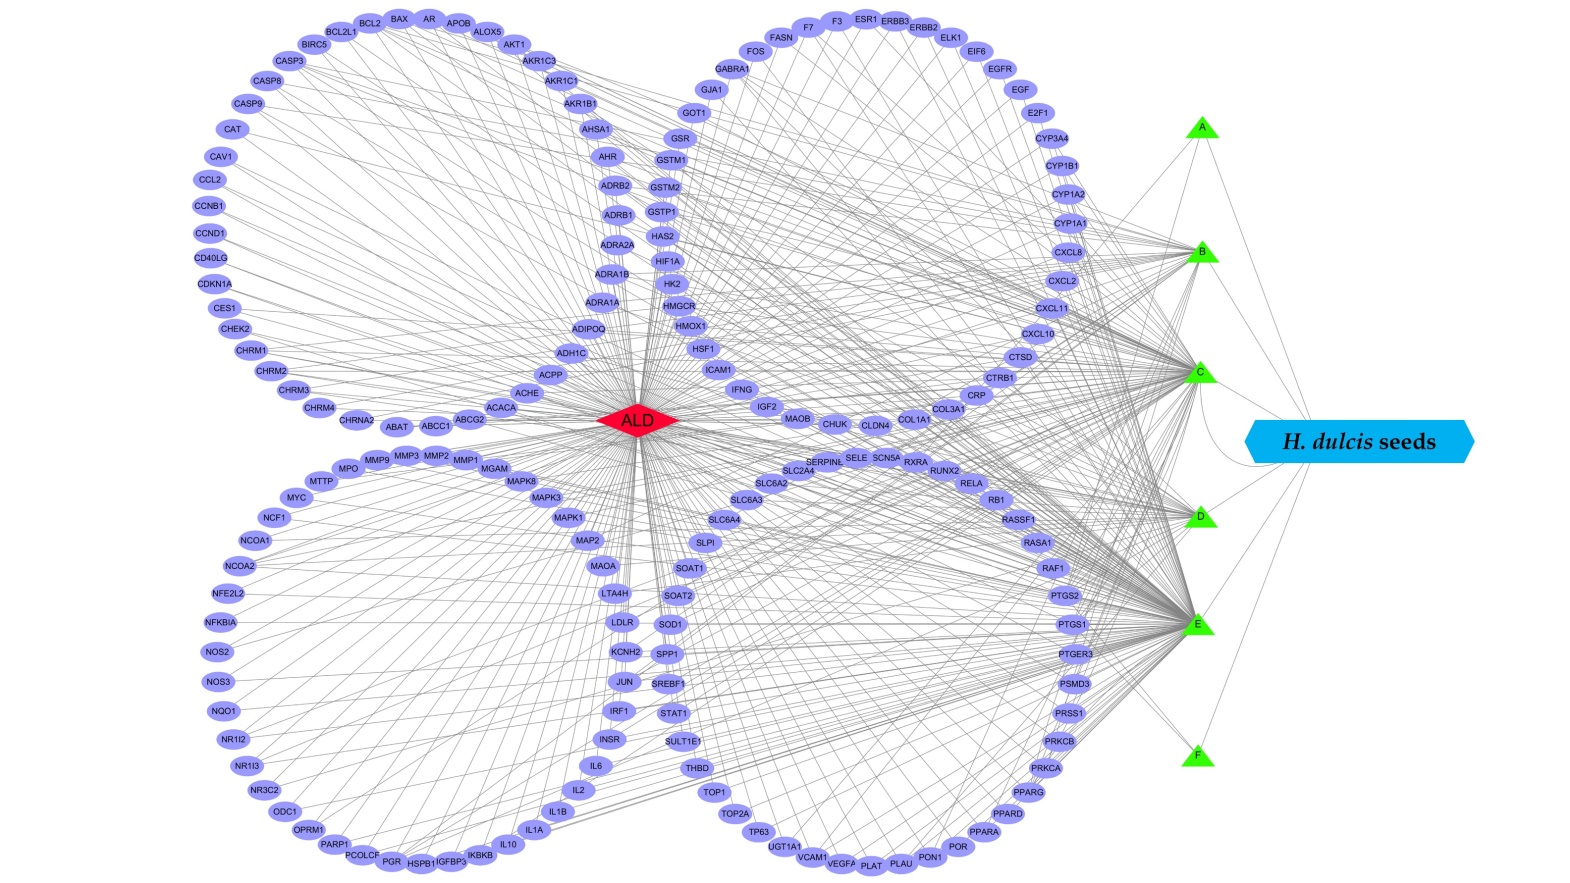 BCL2L1
BCL2
BAX
AR
APOB
ALOX5
AKT1
AKR1C3
AKR1C1
AKR1B1
AHSA1
AHR
ADRB2
ADRB1
ADRA2A
ADRA1B
ADRA1A
ADIPOQ
ADH1C
ACPP
ACHE
ACACA
ABCG2
ABCC1
ABAT
CHRNA2
CHRM4
CHRM3
CHRM2
CHRM1
CHEK2
CES1
CDKN1A
CD40LG
CCND1
CCNB1
CCL2
CAV1
CAT
CASP9
CASP8
CASP3
BIRC5
ESR1
ERBB3
ERBB2
ELK1
EIF6
EGFR
EGF
E2F1
CYP3A4
CYP1B1
CYP1A2
CYP1A1
CXCL8
CXCL2
CXCL11
CXCL10
CTSD
CTRB1
CRP
COL3A1
COL1A1
CLDN4
CHUK
MAOB
IGF2
IFNG
ICAM1
HSF1
HMOX1
HMGCR
HK2
HIF1A
HAS2
GSTP1
GSTM2
GSTM1
GSR
GOT1
GJA1
GABRA1
FOS
FASN
F7
F3
ALD
MMP9
MMP3
MMP2
MMP1
MGAM
MAPK8
MAPK3
MAPK1
MAP2
MAOA
LTA4H
LDLR
KCNH2
JUN
IRF1
INSR
IL6
IL2
IL1B
IL1A
IL10
IKBKB
IGFBP3
HSPB1
PGR
PCOLCE
PARP1
OPRM1
ODC1
NR3C2
NR1I3
NR1I2
NQO1
NOS3
NOS2
NFKBIA
NFE2L2
NCOA2
NCOA1
NCF1
MYC
MTTP
MPO
SERPINE
SELE
SCN5A
RXRA
RUNX2
RELA
RB1
RASSF1
RASA1
RAF1
PTGS2
PTGS1
PTGER3
PSMD3
PRSS1
PRKCB
PRKCA
PPARG
PPARD
PPARA
POR
PON1
PLAU
PLAT
VEGFA
VCAM1
UGT1A1
TP63
TOP2A
TOP1
THBD
SULT1E1
STAT1
SREBF1
SPP1
SOD1
SOAT2
SOAT1
SLPI
SLC6A4
SLC6A3
SLC6A2
SLC2A4
A
B
C
D
E
F
H. dulcis seeds